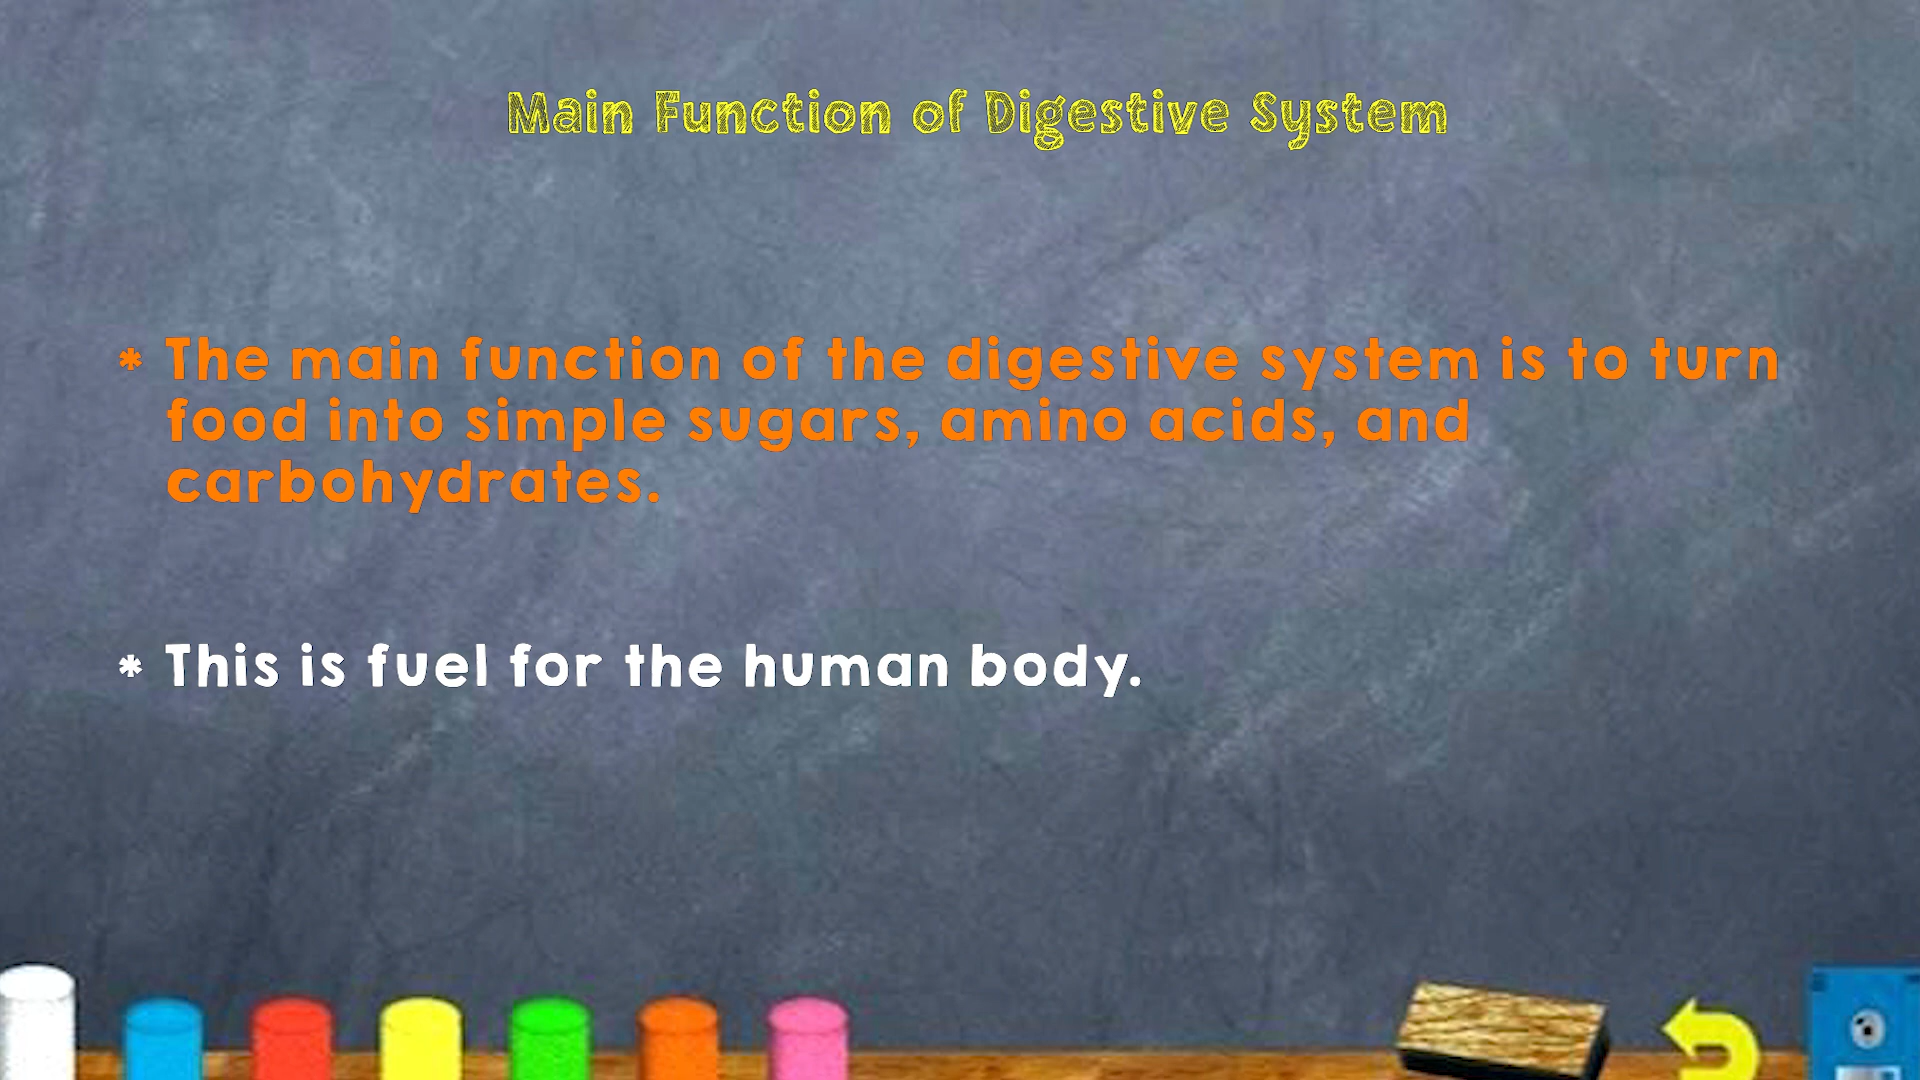 Main Function of Digestive System
* The main function of the digestive system is to turn
food into simple sugars, amino acids, and
carbohydrates.
* This is fuel for the human body.